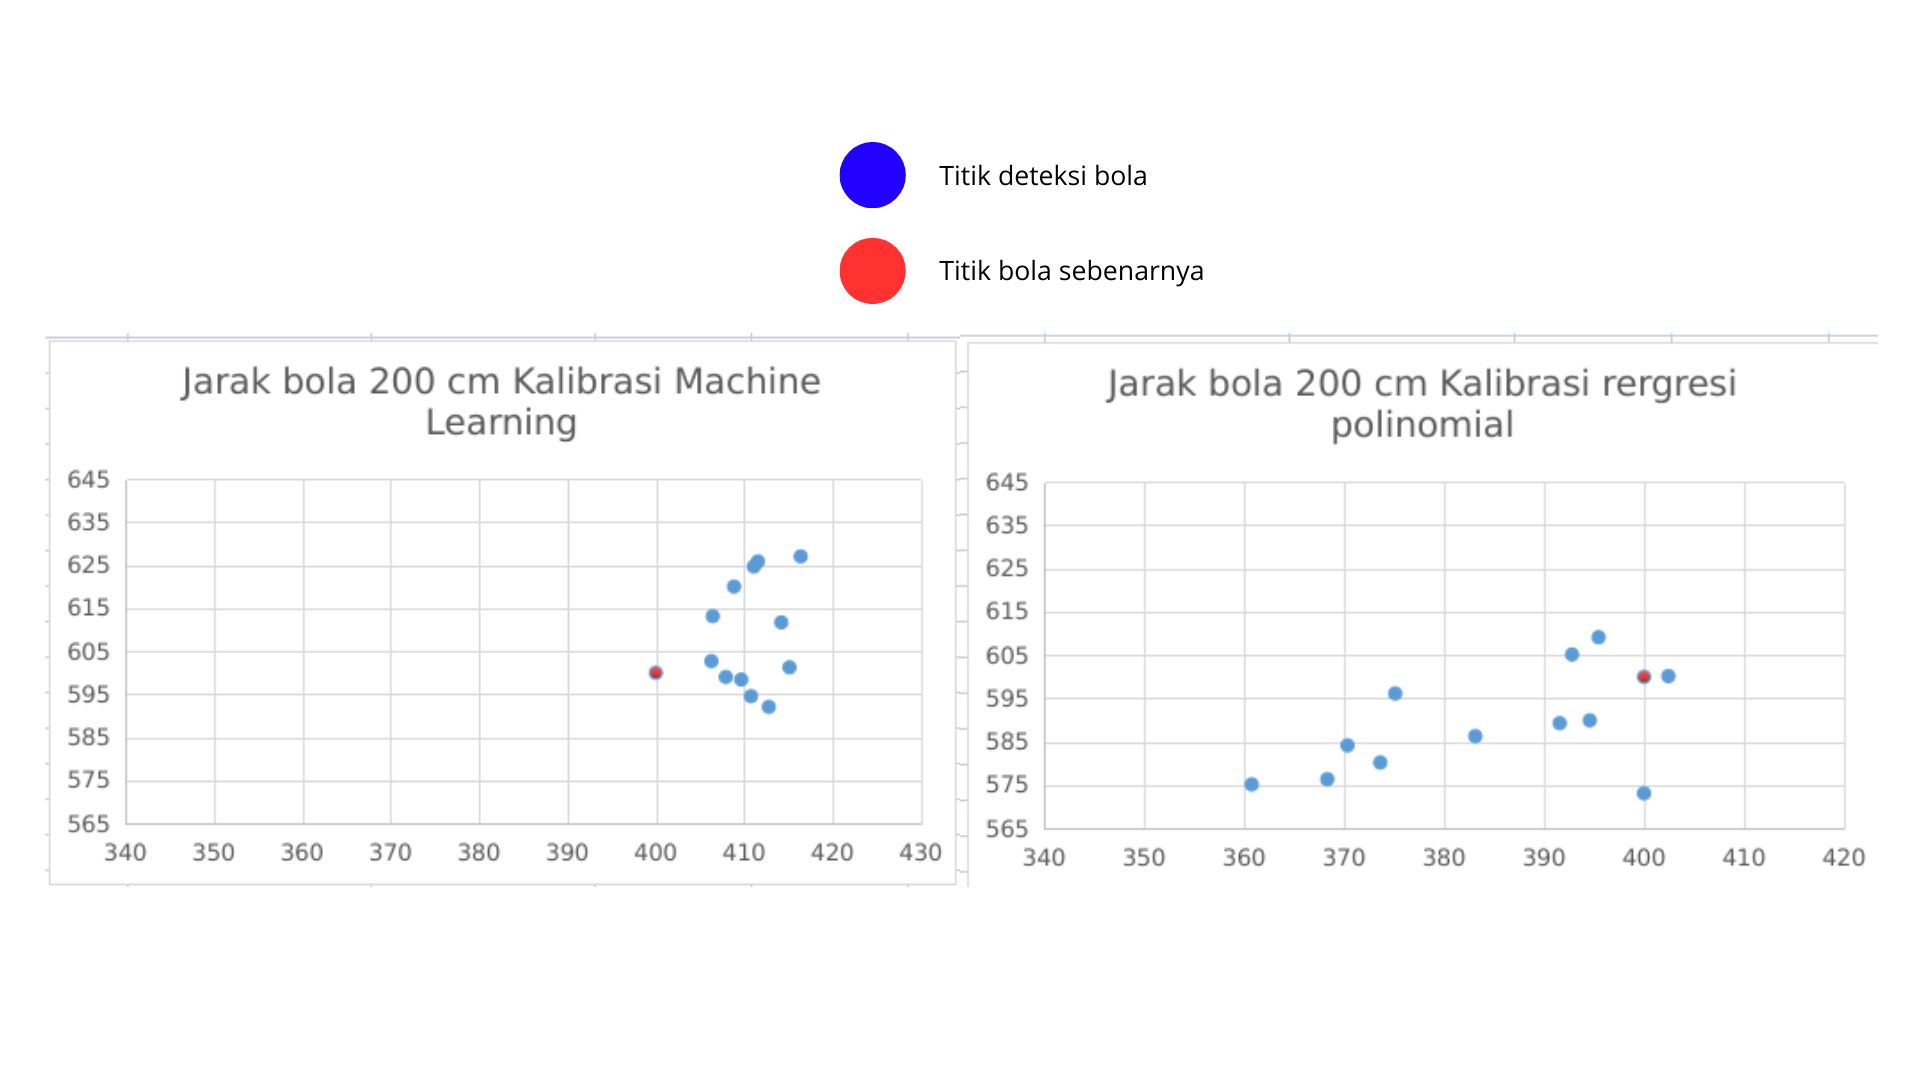 Titik deteksi bola
Titik bola sebenarnya
Jarak bola 200 cm Kalibrasi Machine
Learning
645
635
625
615
605
595
585
575
565
340 350 360 370 380 390 400 410 420 430
Jarak bola 200 cm Kalibrasi rergresi
polinomial
645
635
625
615
605
595
585
575
565
340 350 360 370 380 390 400 410 420